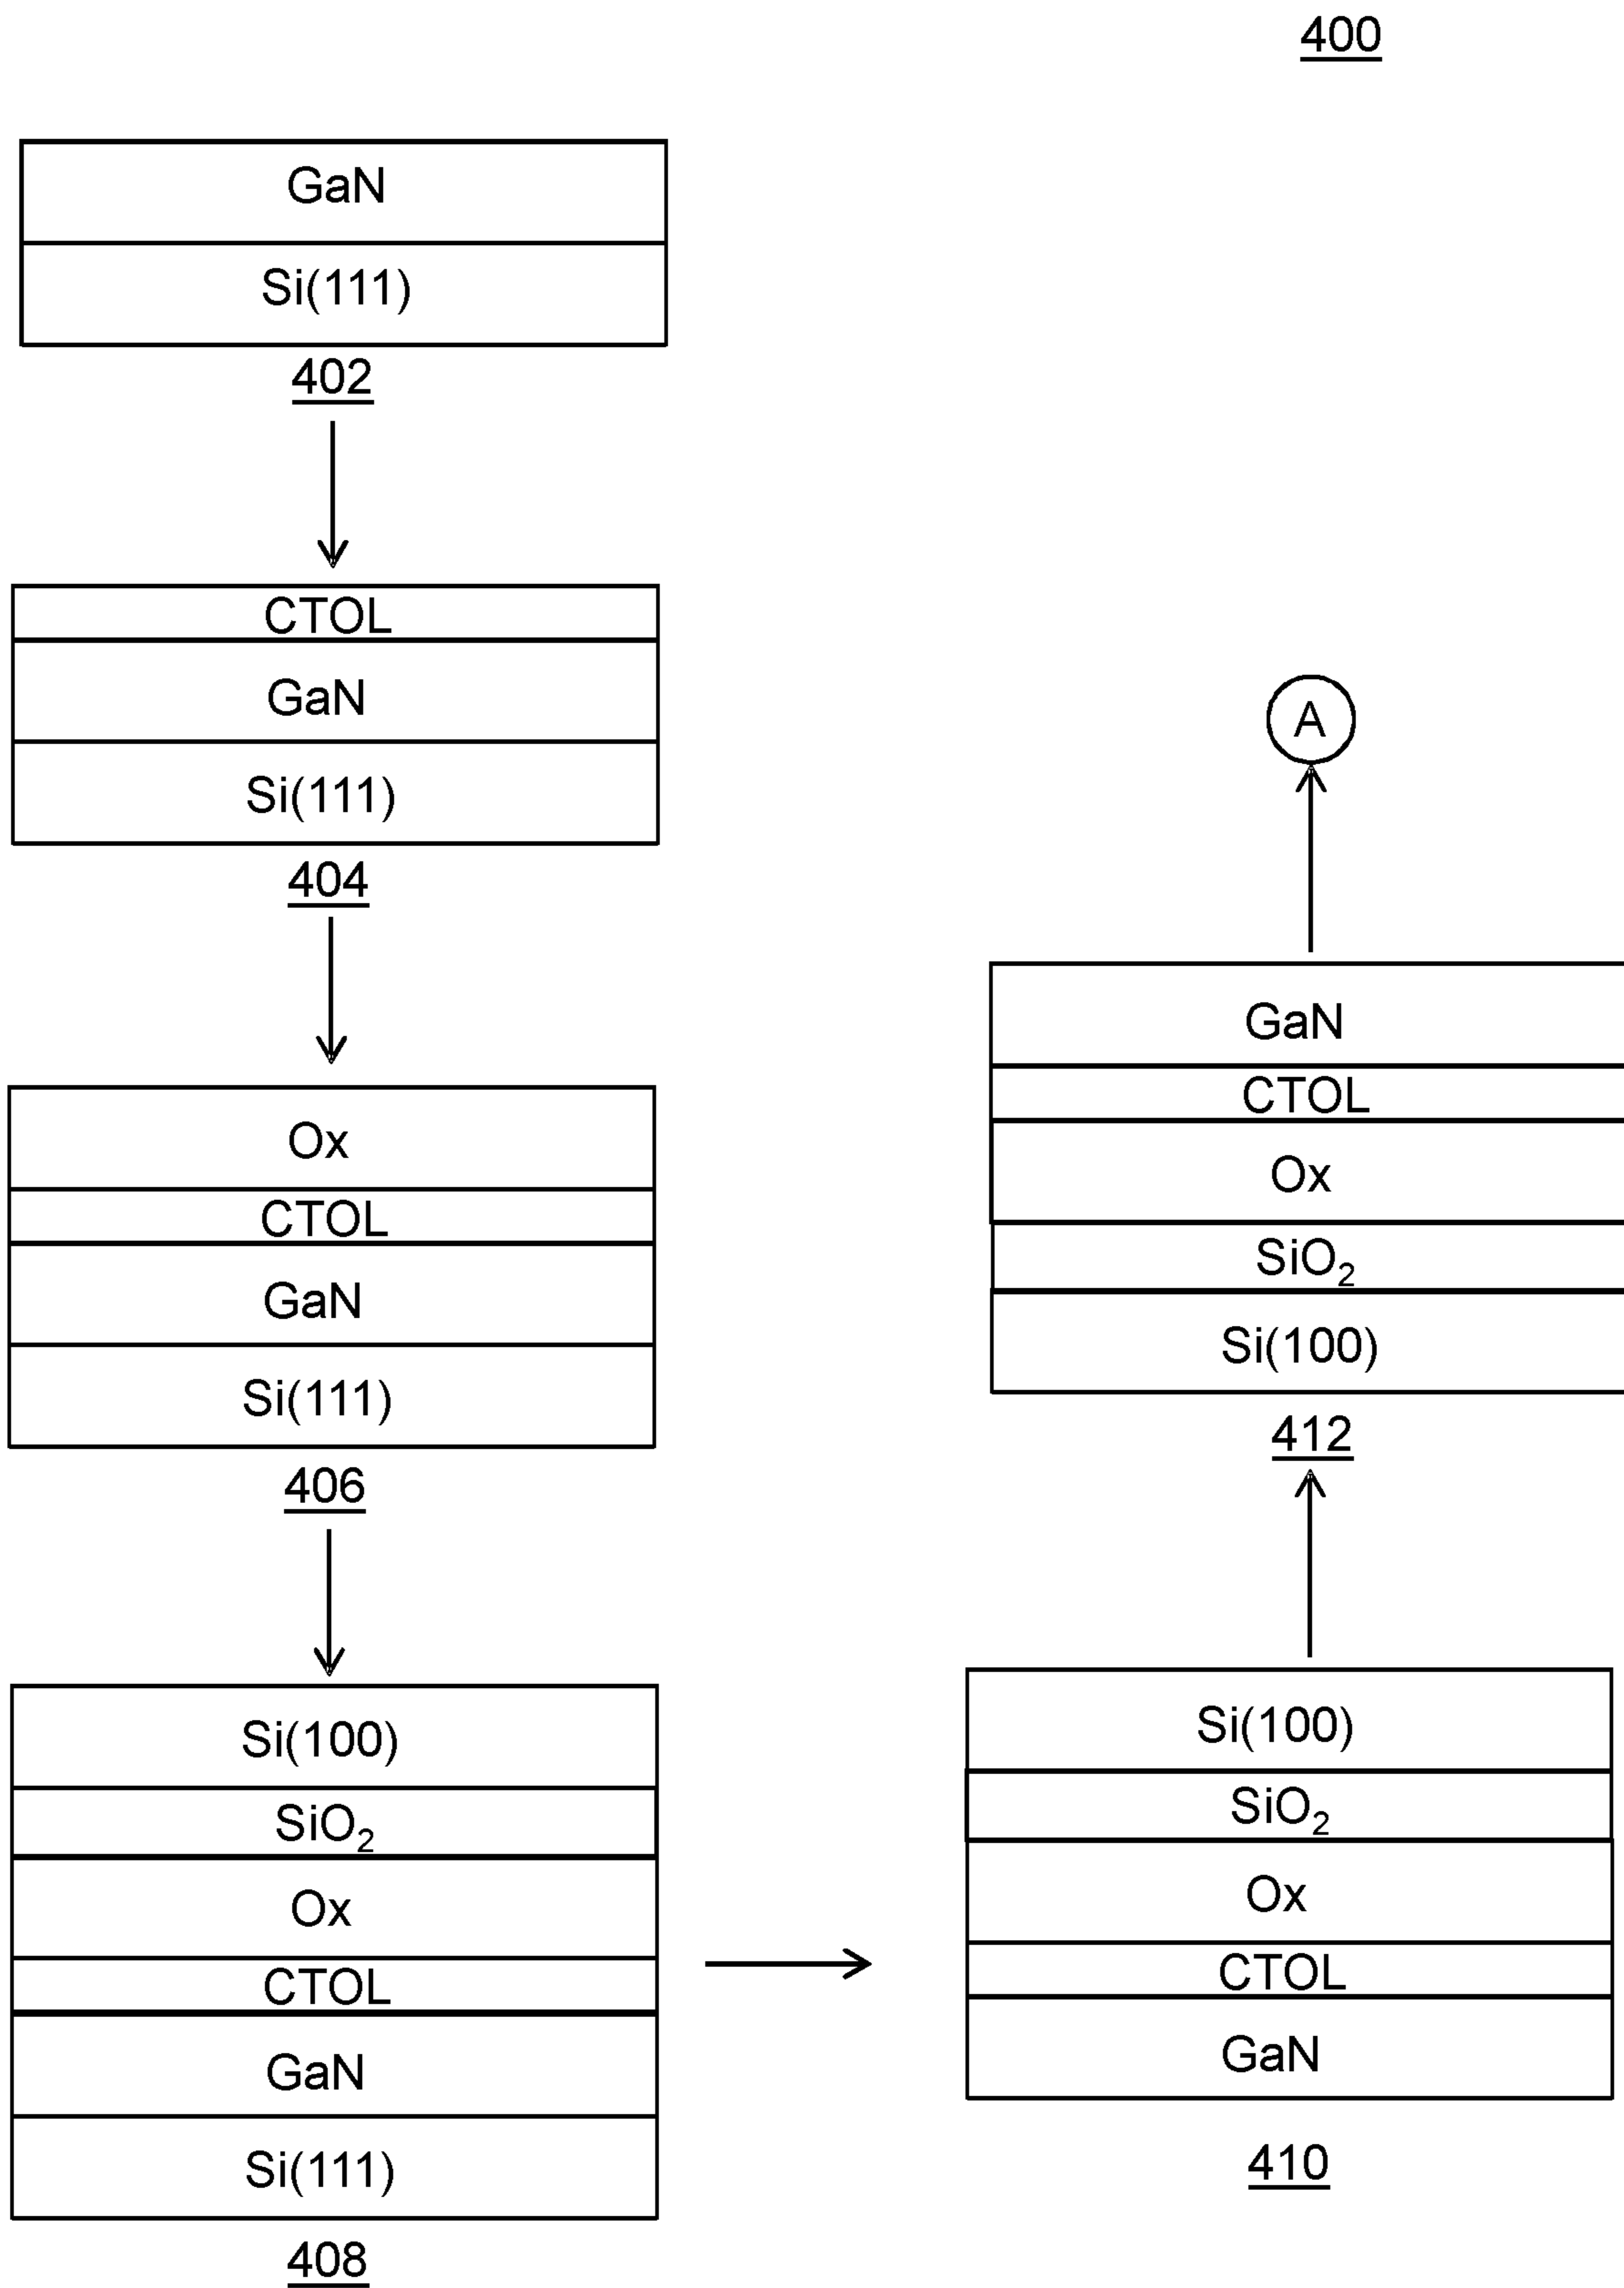 400
GaN
Si(111)
402
CTOL
GaN
Si(111)
404
Ox
CTOL
GaN
Si(111)
406
Si(100)
SiO₂
Ox
CTOL
GaN
Si(111)
408
Si(100)
SiO₂
Ox
CTOL
GaN
410
A
GaN
CTOL
Ox
SiO₂
Si(100)
412